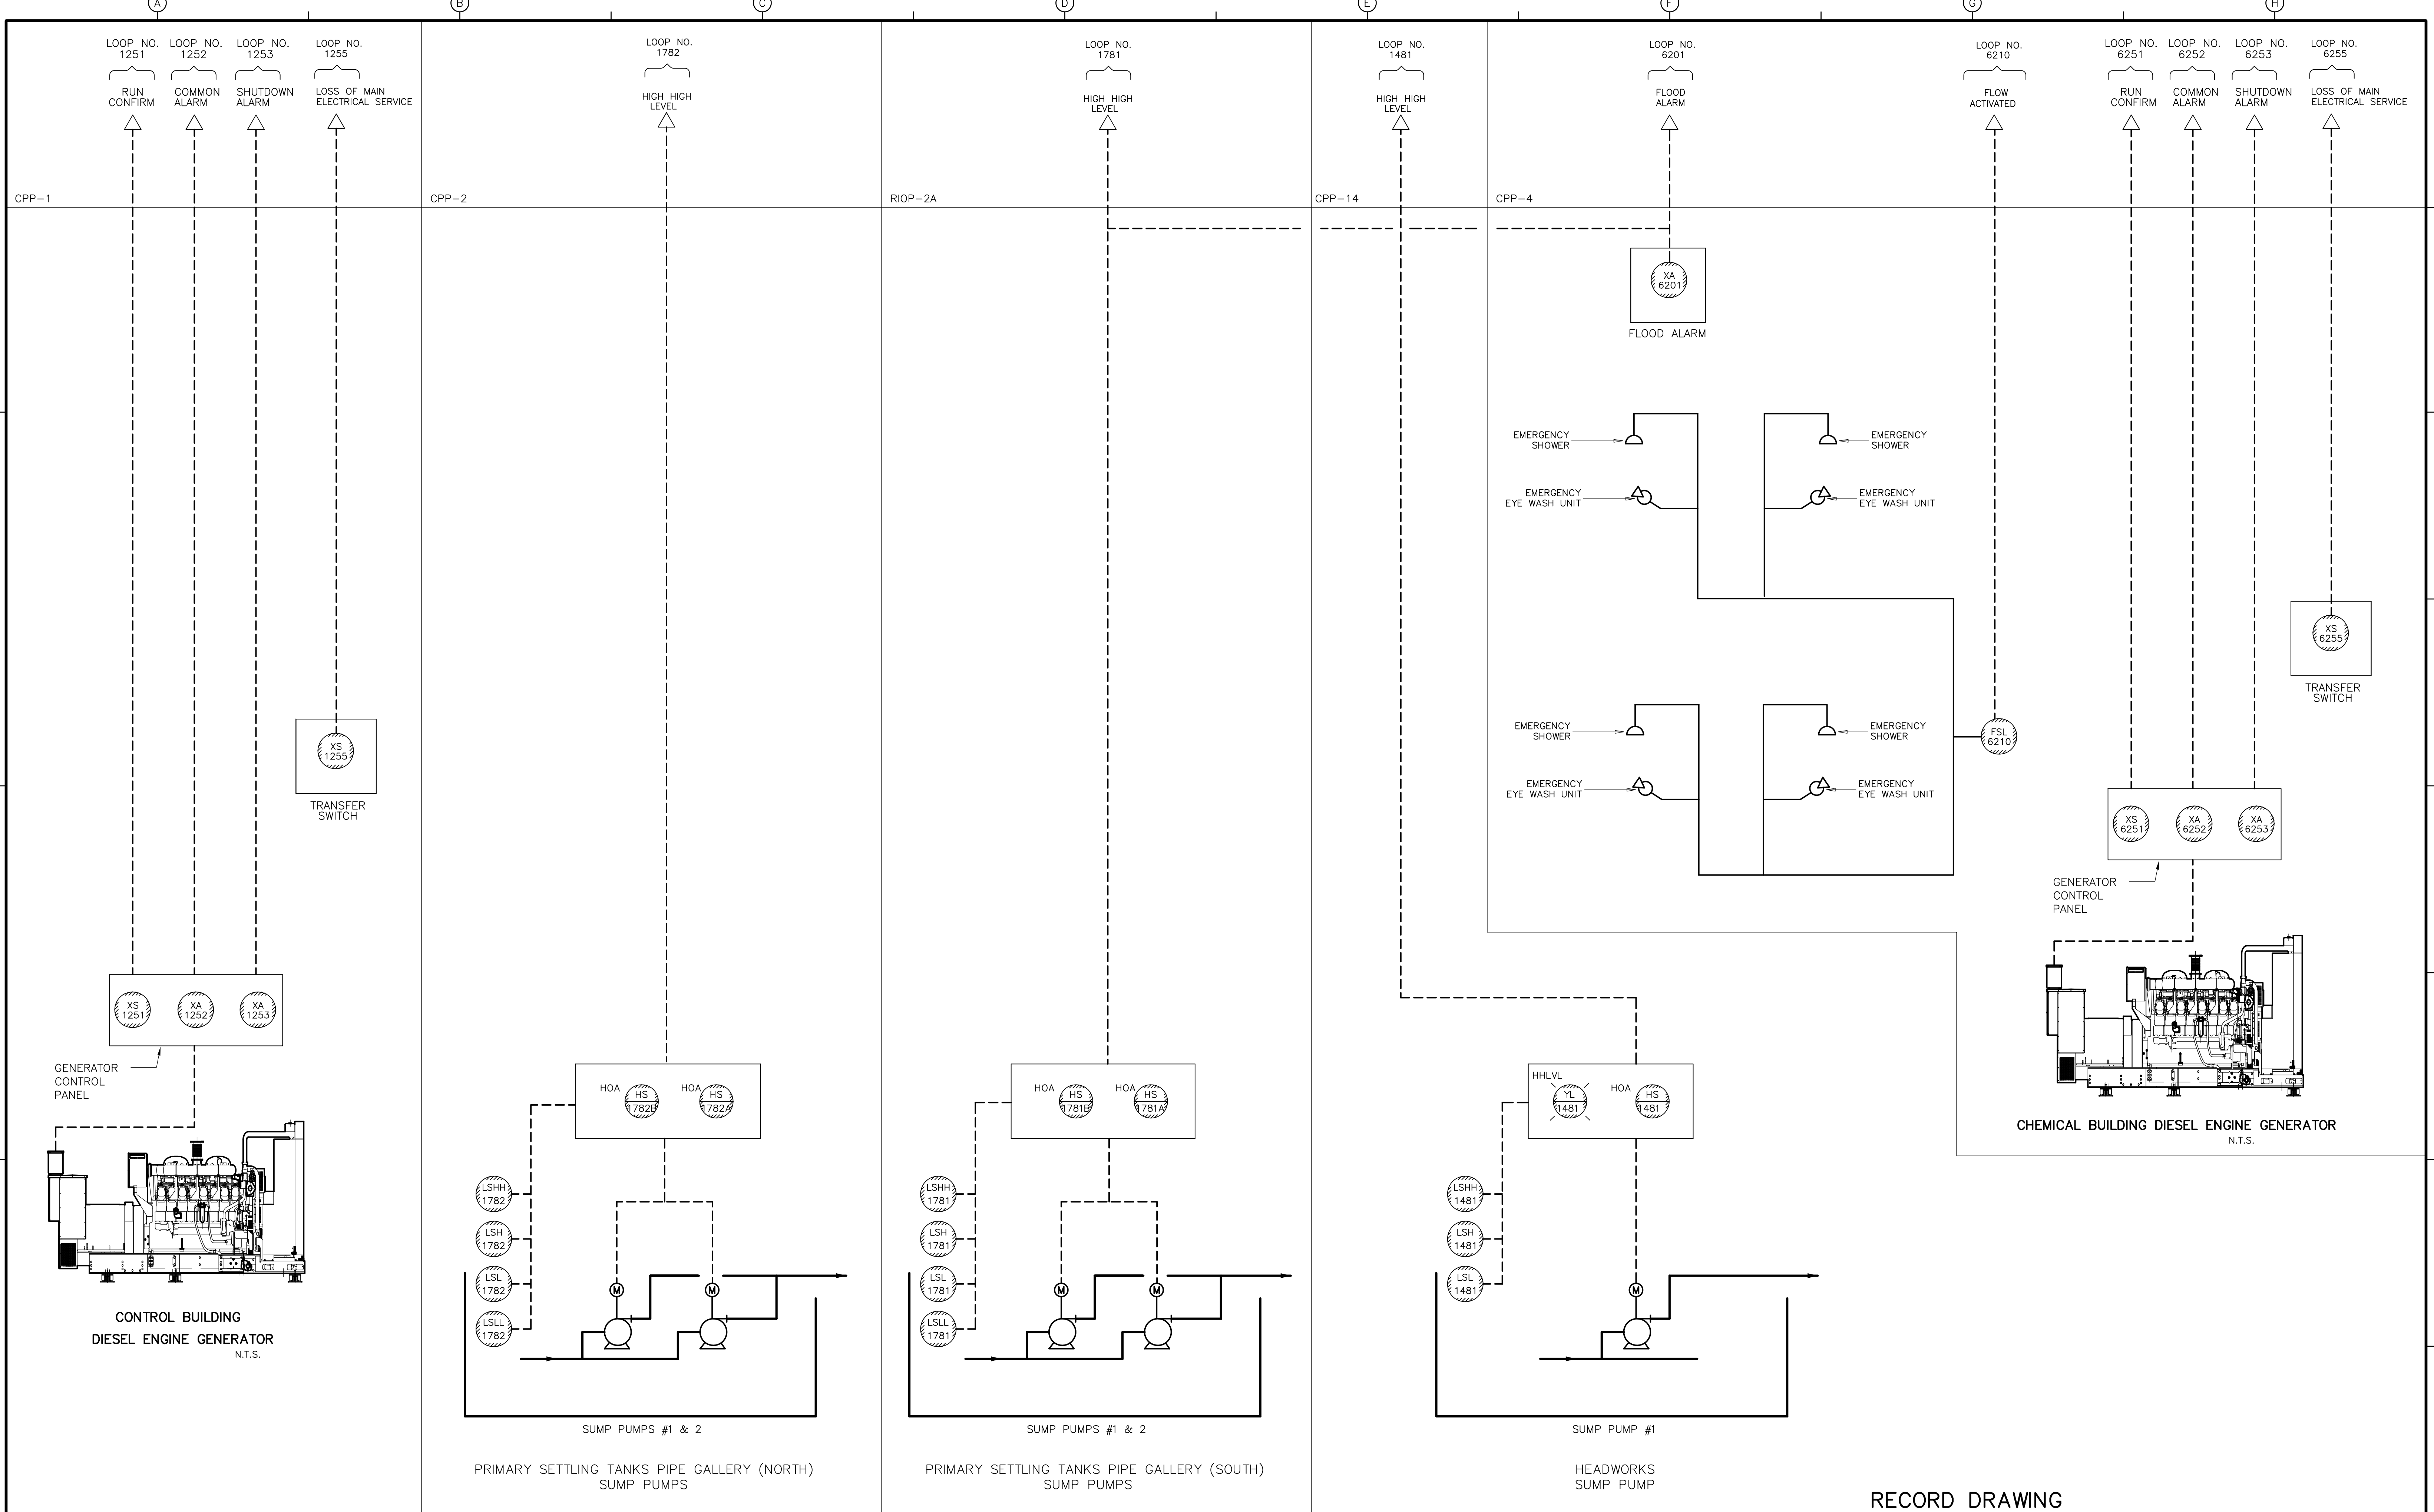 A
B
C
D
E
F
G
H
LOOP NO.
1251
RUN
CONFIRM
LOOP NO.
1252
COMMON
ALARM
LOOP NO.
1253
SHUTDOWN
ALARM
LOOP NO.
1255
LOSS OF MAIN
ELECTRICAL SERVICE
LOOP NO.
1782
HIGH HIGH
LEVEL
LOOP NO.
1781
HIGH HIGH
LEVEL
LOOP NO.
1481
HIGH HIGH
LEVEL
LOOP NO.
6201
FLOOD
ALARM
LOOP NO.
6210
FLOW
ACTIVATED
LOOP NO.
6251
RUN
CONFIRM
LOOP NO.
6252
COMMON
ALARM
LOOP NO.
6253
SHUTDOWN
ALARM
LOOP NO.
6255
LOSS OF MAIN
ELECTRICAL SERVICE
CPP-1
CPP-2
RIOP-2A
CPP-14
CPP-4
XS
1255
TRANSFER
SWITCH
XS
1251
XA
1252
XA
1253
GENERATOR
CONTROL
PANEL
CONTROL BUILDING
DIESEL ENGINE GENERATOR
N.T.S.
HOA
HS
1782B
HOA
HS
1782A
LSHH
1782
LSH
1782
LSL
1782
LSLL
1782
M
M
SUMP PUMPS #1 & 2
PRIMARY SETTLING TANKS PIPE GALLERY (NORTH)
SUMP PUMPS
HOA
HS
1781B
HOA
HS
1781A
LSHH
1781
LSH
1781
LSL
1781
LSLL
1781
M
M
SUMP PUMPS #1 & 2
PRIMARY SETTLING TANKS PIPE GALLERY (SOUTH)
SUMP PUMPS
HHLVL
YL
1481
HOA
HS
1481
LSHH
1481
LSH
1481
LSL
1481
M
SUMP PUMP #1
HEADWORKS
SUMP PUMP
XA
6201
FLOOD ALARM
EMERGENCY
SHOWER
EMERGENCY
SHOWER
EMERGENCY
EYE WASH UNIT
EMERGENCY
EYE WASH UNIT
EMERGENCY
SHOWER
EMERGENCY
SHOWER
EMERGENCY
EYE WASH UNIT
EMERGENCY
EYE WASH UNIT
FSL
6210
XS
6255
TRANSFER
SWITCH
XS
6251
XA
6252
XA
6253
GENERATOR
CONTROL
PANEL
CHEMICAL BUILDING DIESEL ENGINE GENERATOR
N.T.S.
RECORD DRAWING